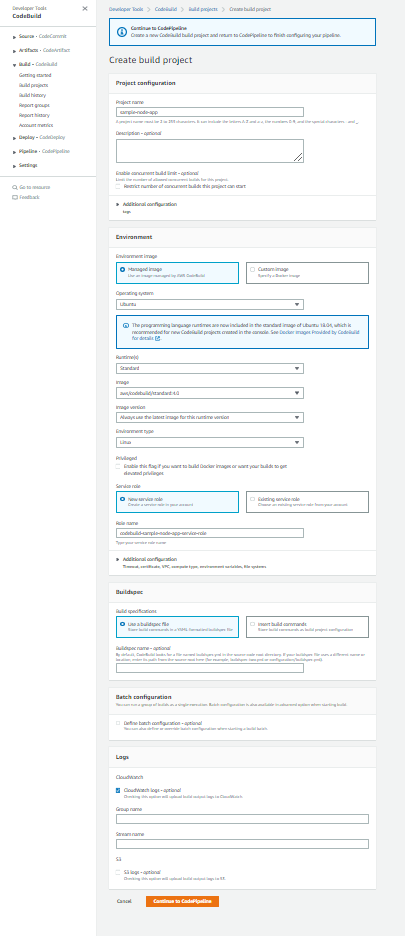 Developer Tools
CodeBuild
Source • CodeCommit
Artifacts • CodeArtifact
Build • CodeBuild
Getting started
Build projects
Build history
Report groups
Report history
Account metrics
Deploy • CodeDeploy
Pipeline • CodePipeline
Settings
Go to resource
Feedback
Developer Tools > CodeBuild > Build projects > Create build project
Continue to CodePipeline
Create a new CodeBuild build project and return to CodePipeline to finish configuring your pipeline.
Create build project
Project configuration
Project name
sample-node-app
A project name must be 2 to 255 characters. It can include the letters A-Z and a-z, the numbers 0-9, and the special characters - and _.
Description - optional
Enable concurrent build limit - optional
Limit the number of allowed concurrent builds for this project.
Restrict number of concurrent builds this project can start
Additional configuration
tags
Environment
Environment image
Managed image
Use an image managed by AWS CodeBuild
Custom image
Specify a Docker image
Operating system
Ubuntu
The programming language runtimes are now included in the standard image of Ubuntu 18.04, which is
recommended for new CodeBuild projects created in the console. See Docker Images Provided by CodeBuild
for details
Runtime(s)
Standard
Image
aws/codebuild/standard:4.0
Image version
Always use the latest image for this runtime version
Environment type
Linux
Privileged
Enable this flag if you want to build Docker images or want your builds to get
elevated privileges
Service role
New service role
Create a service role in your account
Existing service role
Choose an existing service role from your account
Role name
codebuild-sample-node-app-service-role
Type your service role name
Additional configuration
Timeout, certificate, VPC, compute type, environment variables, file systems
Buildspec
Build specifications
Use a buildspec file
Store build commands in a YAML-formatted buildspec file
Insert build commands
Store build commands as build project configuration
Buildspec name - optional
By default, CodeBuild looks for a file named buildspec.yml in the source code root directory. If your buildspec file uses a different name or
location, enter its path from the source root here (for example, buildspec-two.yml or configuration/buildspec.yml).
Batch configuration
You can run a group of builds as a single execution. Batch configuration is also available in advanced option when starting build.
Define batch configuration - optional
You can also define or override batch configuration when starting a build batch.
Logs
CloudWatch
CloudWatch logs - optional
Checking this option will upload build output logs to CloudWatch.
Group name
Stream name
S3
S3 logs - optional
Checking this option will upload build output logs to S3.
Cancel
Continue to CodePipeline